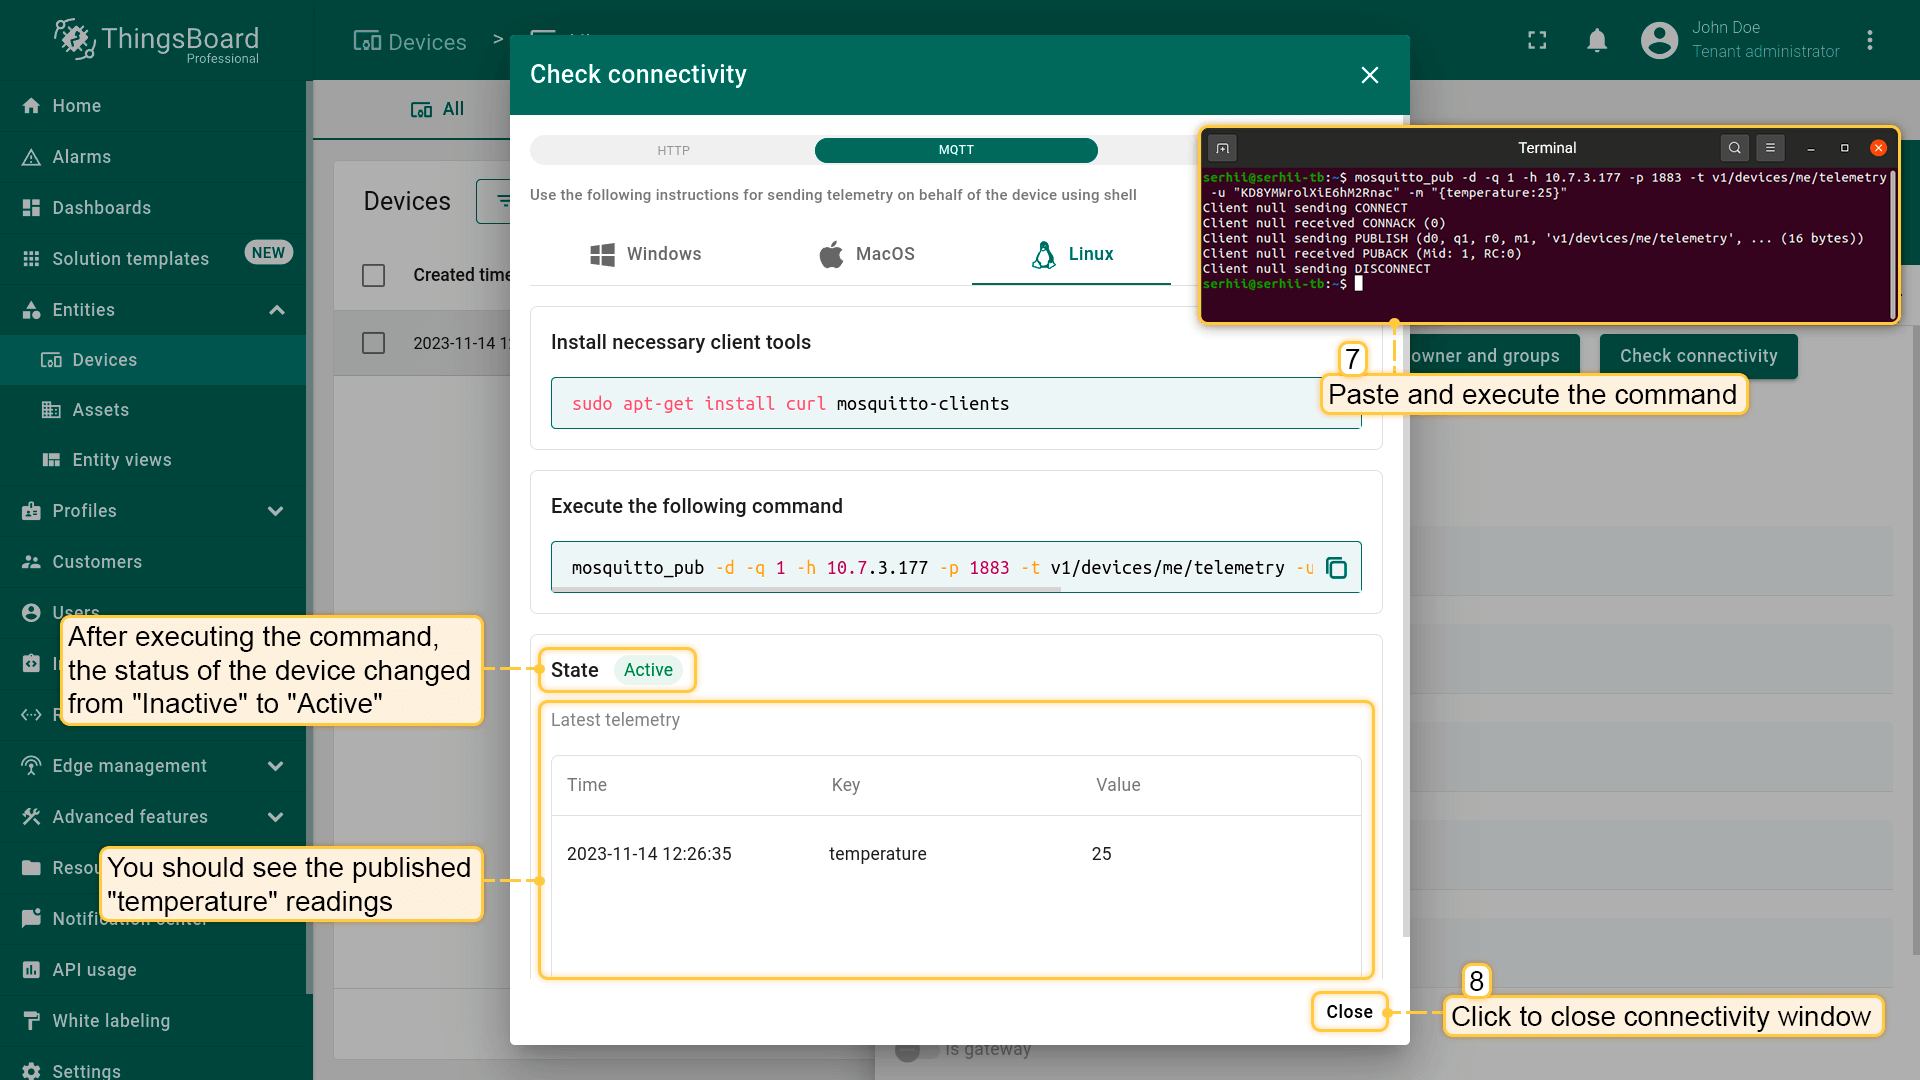 ThingsBoard
Professional
Devices
>
John Doe
Tenant administrator
Home
Alarms
Dashboards
Solution templates
NEW
Entities
Devices
Assets
Entity views
Profiles
Customers
Users
Edge management
Advanced features
Notification center
API usage
White labeling
Settings
All
Devices
Created time
2023-11-14 1
Check connectivity
HTTP
MQTT
Use the following instructions for sending telemetry on behalf of the device using shell
Windows
MacOS
Linux
Install necessary client tools
sudo apt-get install curl mosquitto-clients
Execute the following command
mosquitto_pub -d -q 1 -h 10.7.3.177 -p 1883 -t v1/devices/me/telemetry -u
State
Active
Latest telemetry
Time
Key
Value
2023-11-14 12:26:35
temperature
25
Close
Terminal
serhii@serhii-tb:~$ mosquitto_pub -d -q 1 -h 10.7.3.177 -p 1883 -t v1/devices/me/telemetry
-u "KD8YMWrolXiE6hM2Rnac" -m "{temperature:25}"
Client null sending CONNECT
Client null received CONNACK (0)
Client null sending PUBLISH (d0, q1, r0, m1, 'v1/devices/me/telemetry', ... (16 bytes))
Client null received PUBACK (Mid: 1, RC:0)
Client null sending DISCONNECT
serhii@serhii-tb:~$
7
Paste and execute the command
owner and groups
Check connectivity
After executing the command,
the status of the device changed
from "Inactive" to "Active"
You should see the published
"temperature" readings
8
Click to close connectivity window
Is gateway